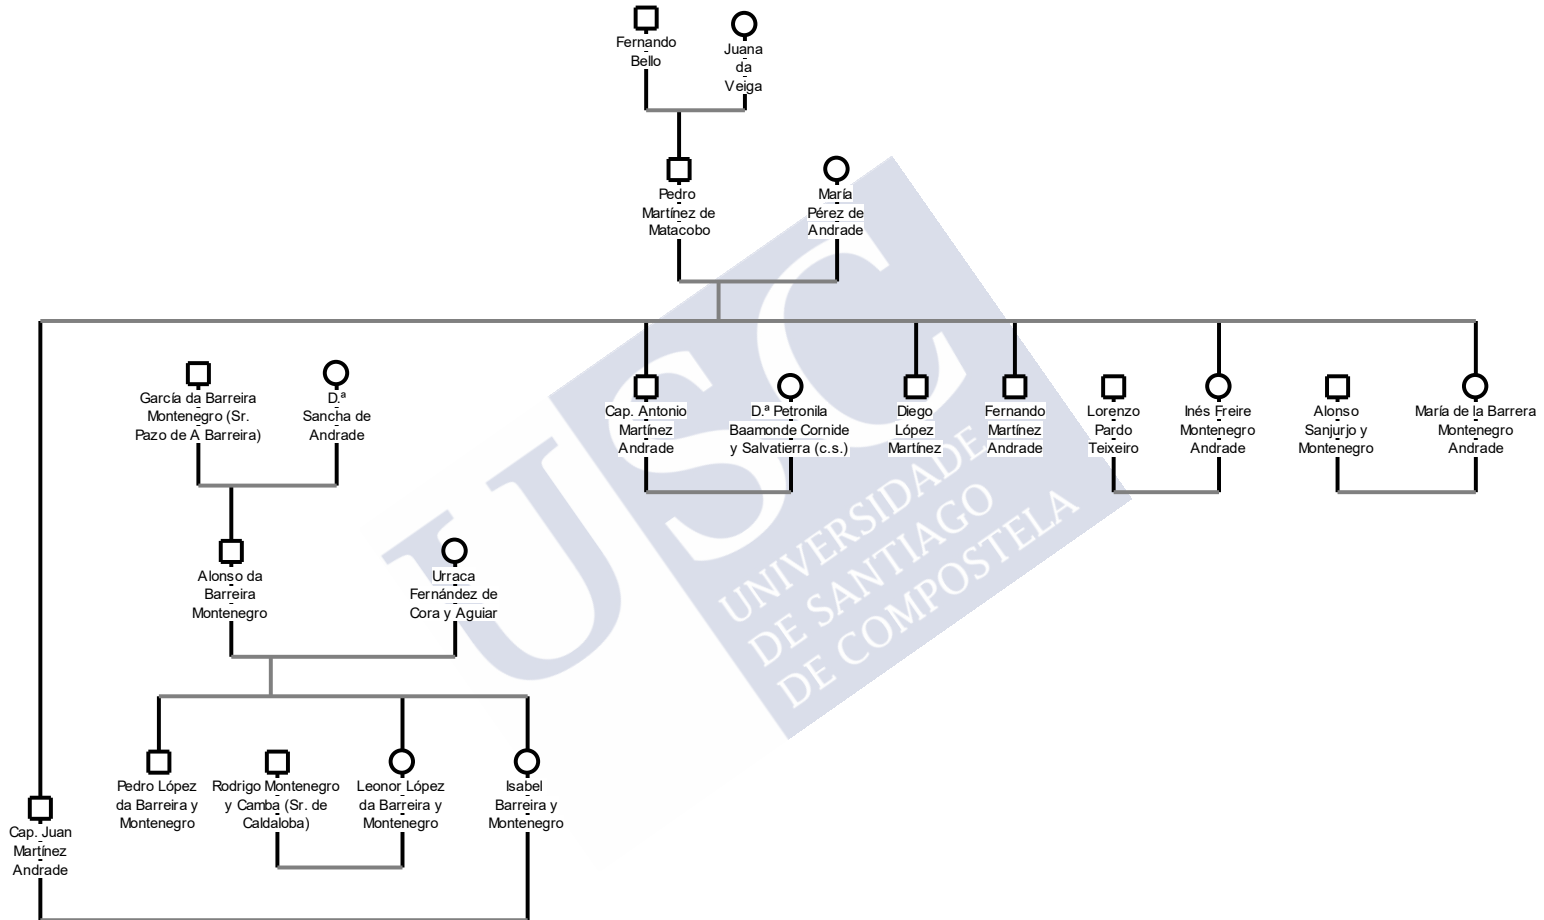 Fernando
Bello
Juana
da
Veiga
Pedro
Martínez de
Matacobo
María
Pérez de
Andrade
García da Barreira
Montenegro (Sr.
Pazo de A Barreira)
D.ª
Sancha de
Andrade
Cap. Antonio
Martínez
Andrade
D.ª Petronila
Baamonde Cornide
y Salvatierra (c.s.)
Diego
López
Martínez
Fernando
Martínez
Andrade
Lorenzo
Pardo
Teixeiro
Inés Freire
Montenegro
Andrade
Alonso
Sanjurjo y
Montenegro
María de la Barrera
Montenegro
Andrade
Alonso da
Barreira
Montenegro
Urraca
Fernández de
Cora y Aguiar
Pedro López
da Barreira y
Montenegro
Rodrigo Montenegro
y Camba (Sr. de
Caldaloba)
Leonor López
da Barreira y
Montenegro
Isabel
Barreira y
Montenegro
Cap. Juan
Martínez
Andrade
USC
UNIVERSIDADE
DE SANTIAGO
DE COMPOSTELA